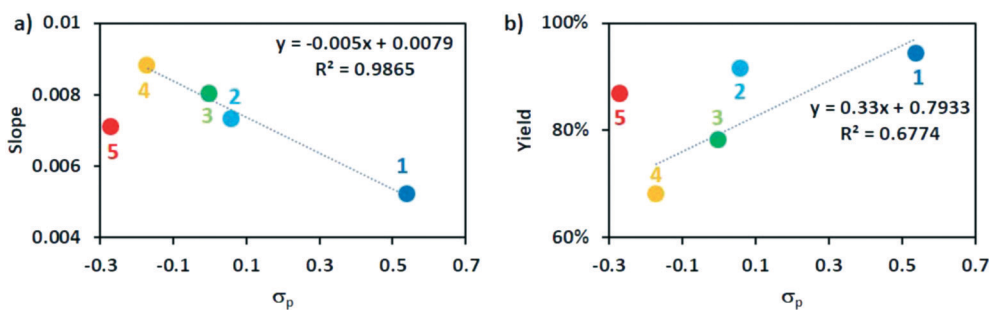 a)
0.01
0.008
0.006
0.004
Slope
y = -0.005x + 0.0079
R² = 0.9865
4
3
2
5
1
-0.3
-0.1
0.1
0.3
0.5
0.7
σp
b)
100%
80%
60%
Yield
1
2
5
3
4
y = 0.33x + 0.7933
R² = 0.6774
-0.3
-0.1
0.1
0.3
0.5
0.7
σp